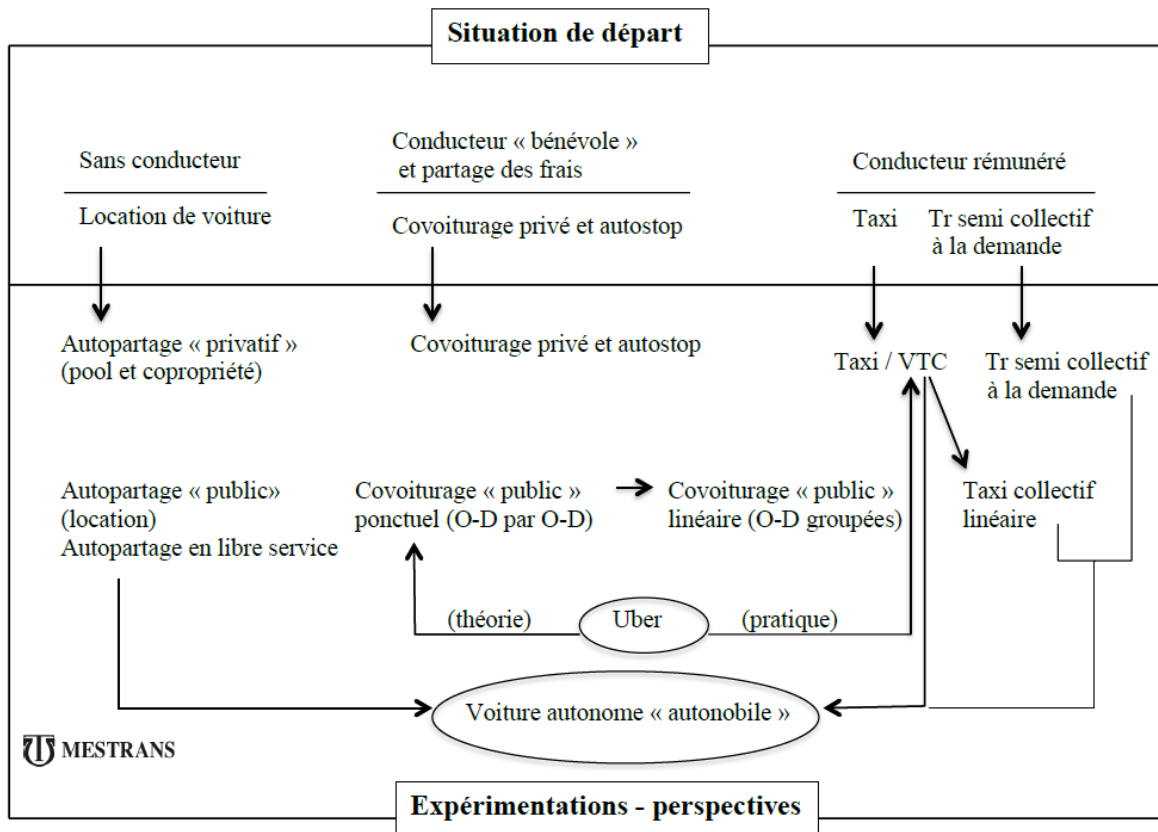 Situation de départ
Sans conducteur
Location de voiture
Conducteur « bénévole »
et partage des frais
Covoiturage privé et autostop
Conducteur rémunéré
Taxi
Tr semi collectif
à la demande
Autopartage « privatif »
(pool et copropriété)
Covoiturage privé et autostop
Taxi / VTC
Tr semi collectif
à la demande
Autopartage « public»
(location)
Autopartage en libre service
Covoiturage « public »
ponctuel (O-D par O-D)
Covoiturage « public »
linéaire (O-D groupées)
Taxi collectif
linéaire
(théorie)
Uber
(pratique)
Voiture autonome « autonobile »
MESTRANS
Expérimentations - perspectives